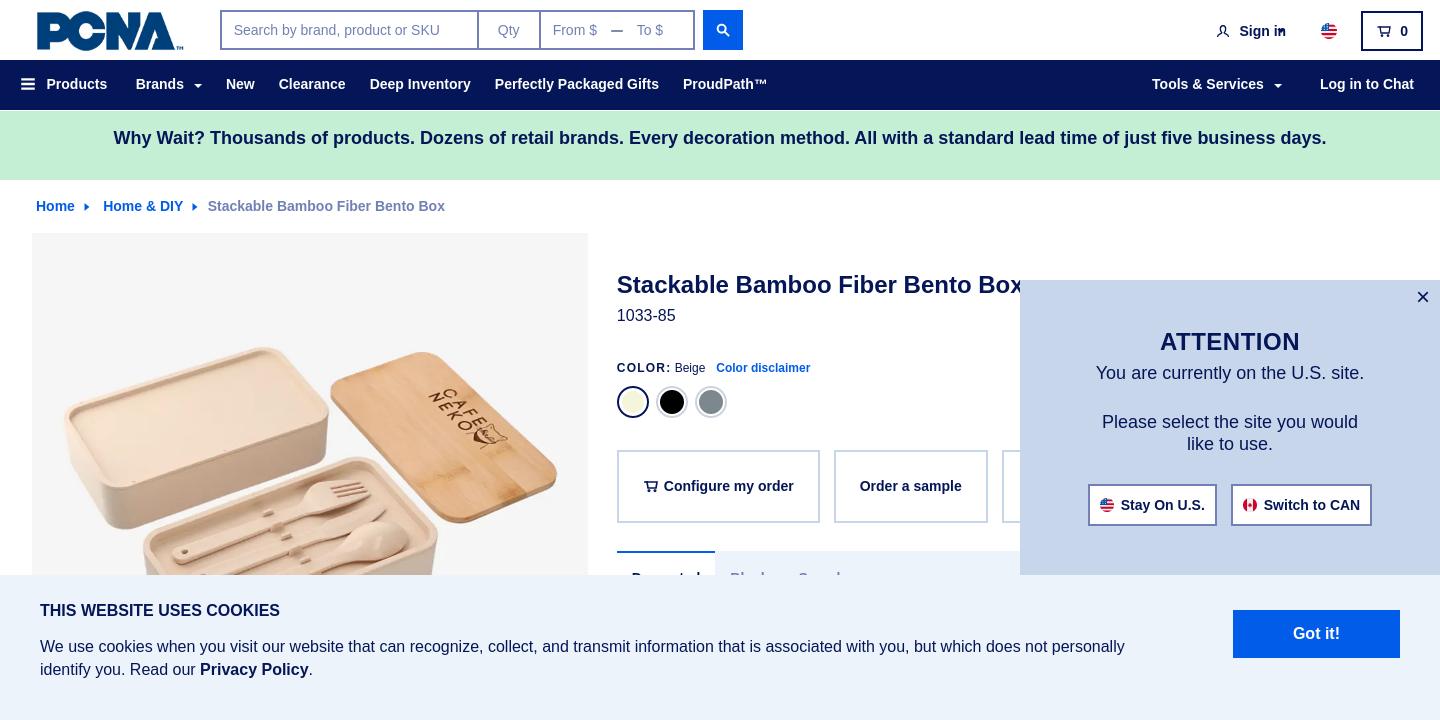 PCNA™
Search by brand, product or SKU
Qty
From $ — To $
Sign in
0
Products
Brands
New
Clearance
Deep Inventory
Perfectly Packaged Gifts
ProudPath™
Tools & Services
Log in to Chat
Why Wait? Thousands of products. Dozens of retail brands. Every decoration method. All with a standard lead time of just five business days.
Home
Home & DIY
Stackable Bamboo Fiber Bento Box
CAFE
NEKO
Stackable Bamboo Fiber Bento Box
1033-85
COLOR: Beige Color disclaimer
Configure my order
Order a sample
×
ATTENTION
You are currently on the U.S. site.
Please select the site you would
like to use.
Stay On U.S.
Switch to CAN
THIS WEBSITE USES COOKIES
We use cookies when you visit our website that can recognize, collect, and transmit information that is associated with you, but which does not personally
identify you. Read our Privacy Policy.
Got it!